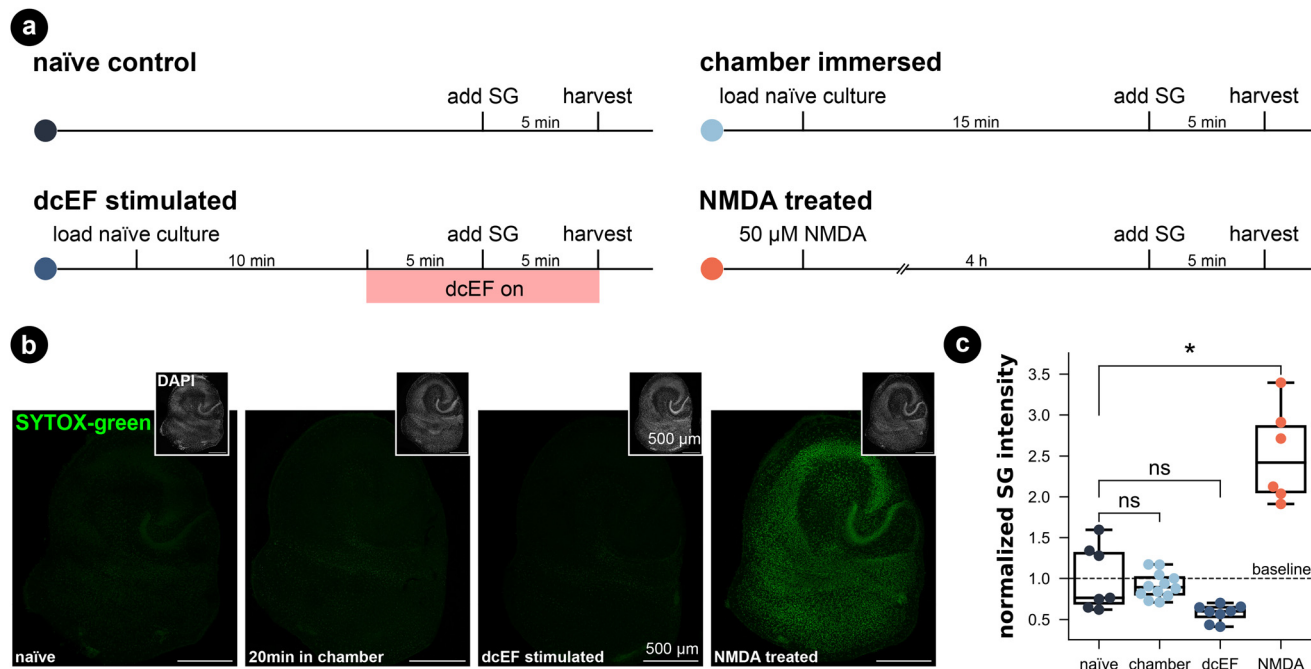 a
naïve control
add SG harvest
5 min
chamber immersed
load naïve culture add SG harvest
15 min 5 min
dcEF stimulated
load naïve culture add SG harvest
10 min 5 min 5 min
dcEF on
NMDA treated
50 µM NMDA add SG harvest
4 h 5 min
b
DAPI
SYTOX-green
500 µm
naïve
20min in chamber
dcEF stimulated
500 µm
NMDA treated
c
normalized SG intensity
3.5
3.0
2.5
2.0
1.5
1.0
0.5
*
ns
ns
baseline
naïve chamber dcEF NMDA